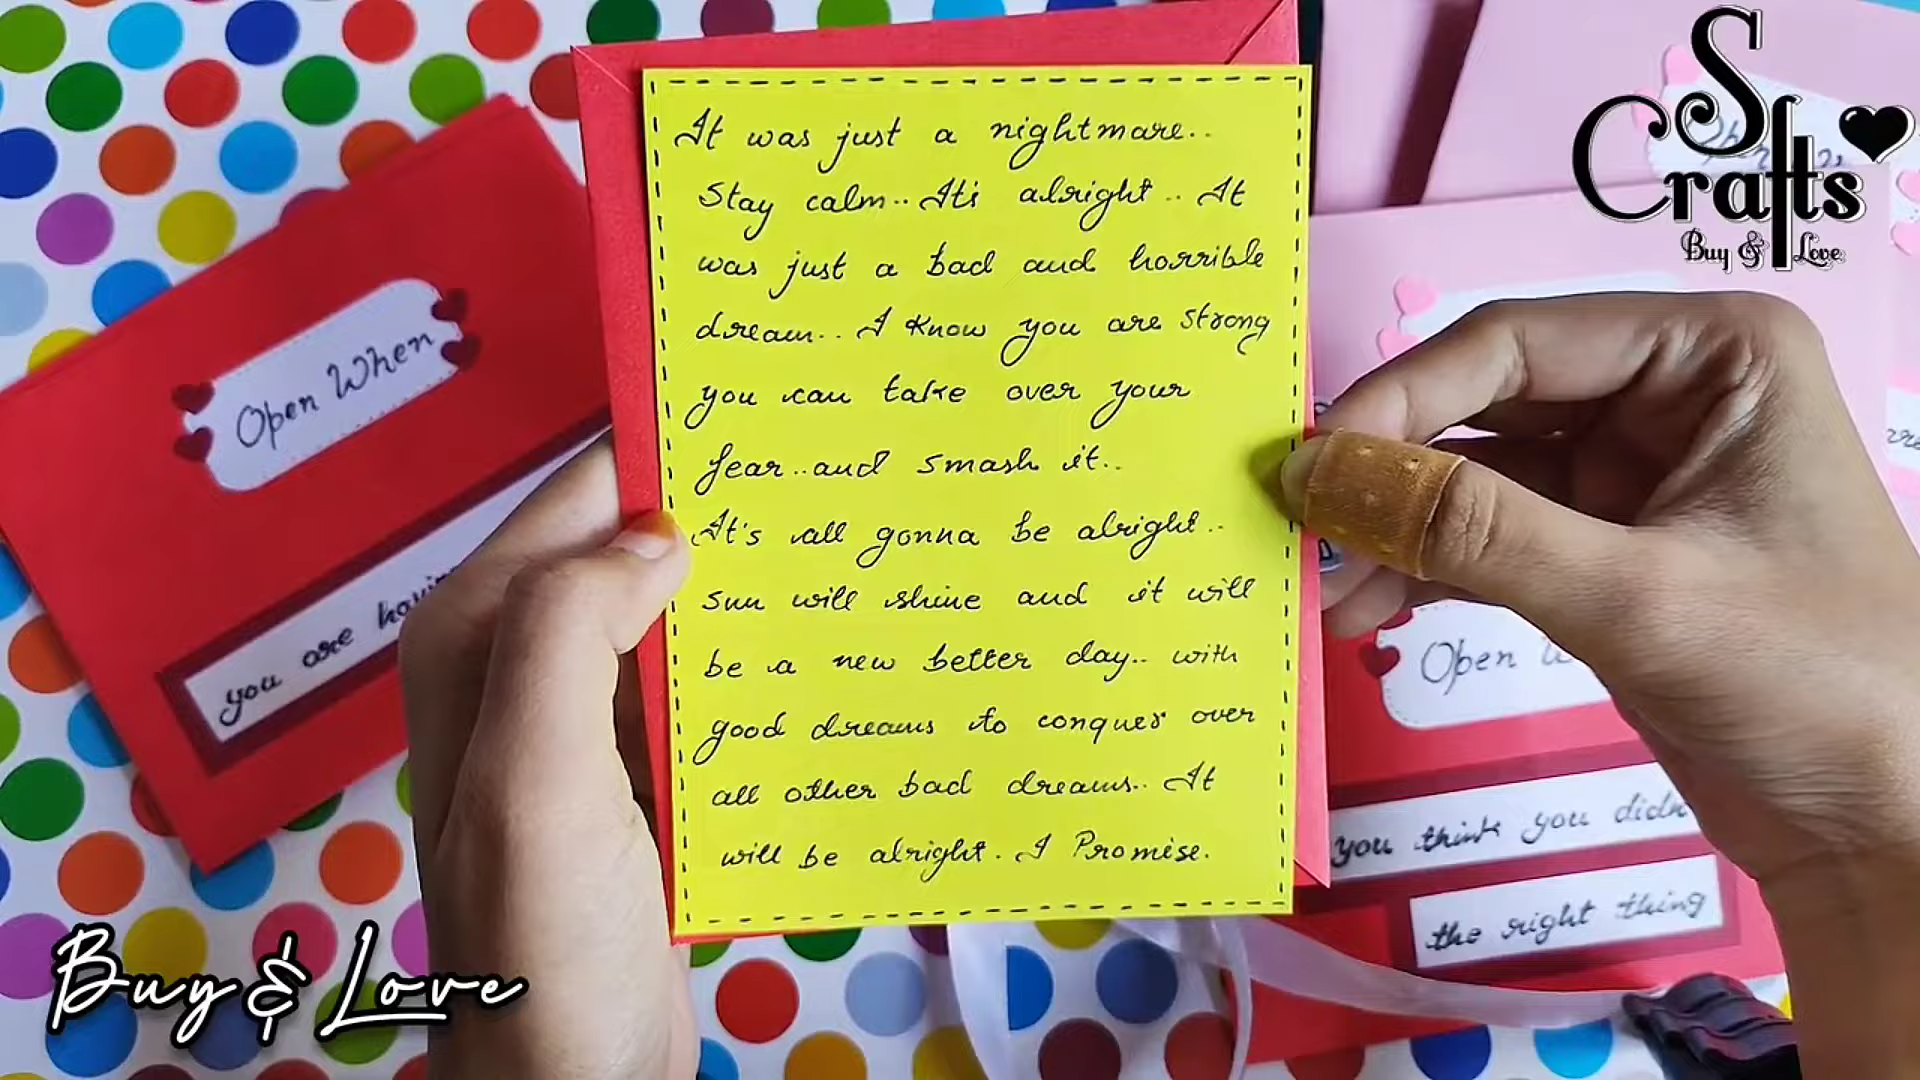 It was just a nightmare..
Stay calm.. It's alright.. It
was just a bad and horrible
dream.. I know you are strong
you can take over your
fear..and smash it..
It's all gonna be alright..
sun will shine and it will
be a new better day.. with
good dreams to conquer over
all other bad dreams.. It
will be alright. I Promise.
Open When
you are
Open
you think you
the right thing
S Crafts
Buy & Love
Buy & Love